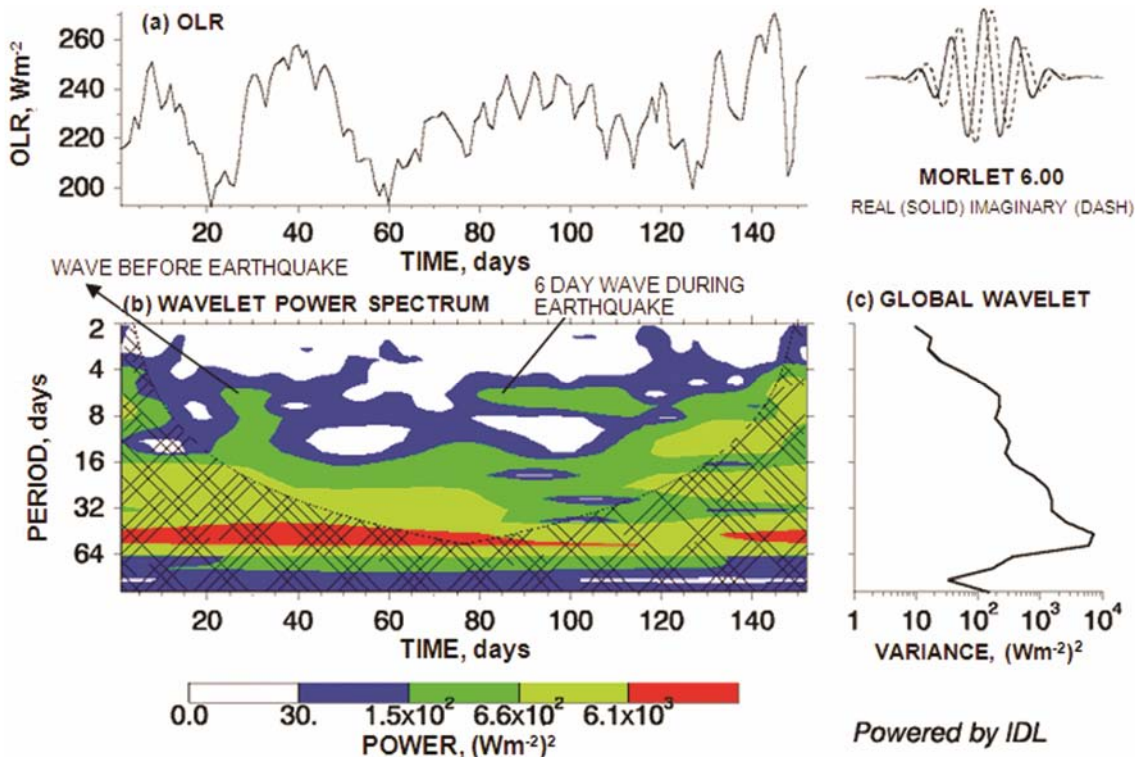 (a) OLR
OLR, Wm-2
260
240
220
200
20
40
60
80
100
120
140
TIME, days
MORLET 6.00
REAL (SOLID) IMAGINARY (DASH)
WAVE BEFORE EARTHQUAKE
6 DAY WAVE DURING
EARTHQUAKE
(b) WAVELET POWER SPECTRUM
PERIOD, days
2
4
8
16
32
64
20
40
60
80
100
120
140
TIME, days
(c) GLOBAL WAVELET
1
10
10²
10³
10⁴
VARIANCE, (Wm-2)²
0.0
30.
1.5x10²
6.6x10²
6.1x10³
POWER, (Wm-2)²
Powered by IDL